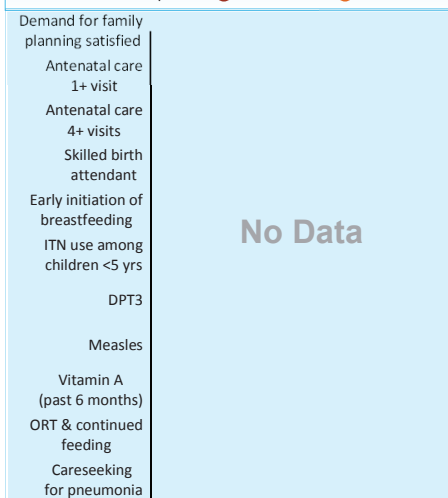 Demand for family
planning satisfied
Antenatal care
1+ visit
Antenatal care
4+ visits
Skilled birth
attendant
Early initiation of
breastfeeding
ITN use among
children <5 yrs
DPT3
Measles
Vitamin A
(past 6 months)
ORT & continued
feeding
Careseeking
for pneumonia
No Data